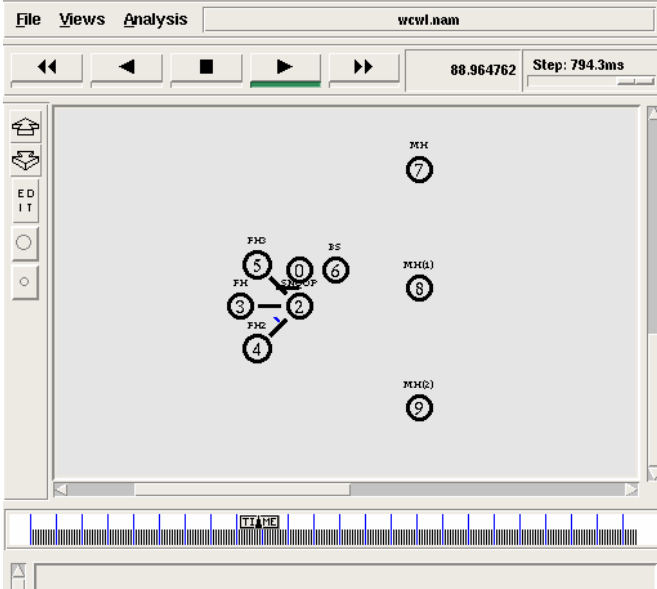 File Views Analysis wcwl.nam
88.964762 Step: 794.3ms
ED
IT
MH
7
FH3
5
0
BS
6
SNOOP
MH(1)
8
FH
3
2
FH2
4
MH(2)
9
TIME